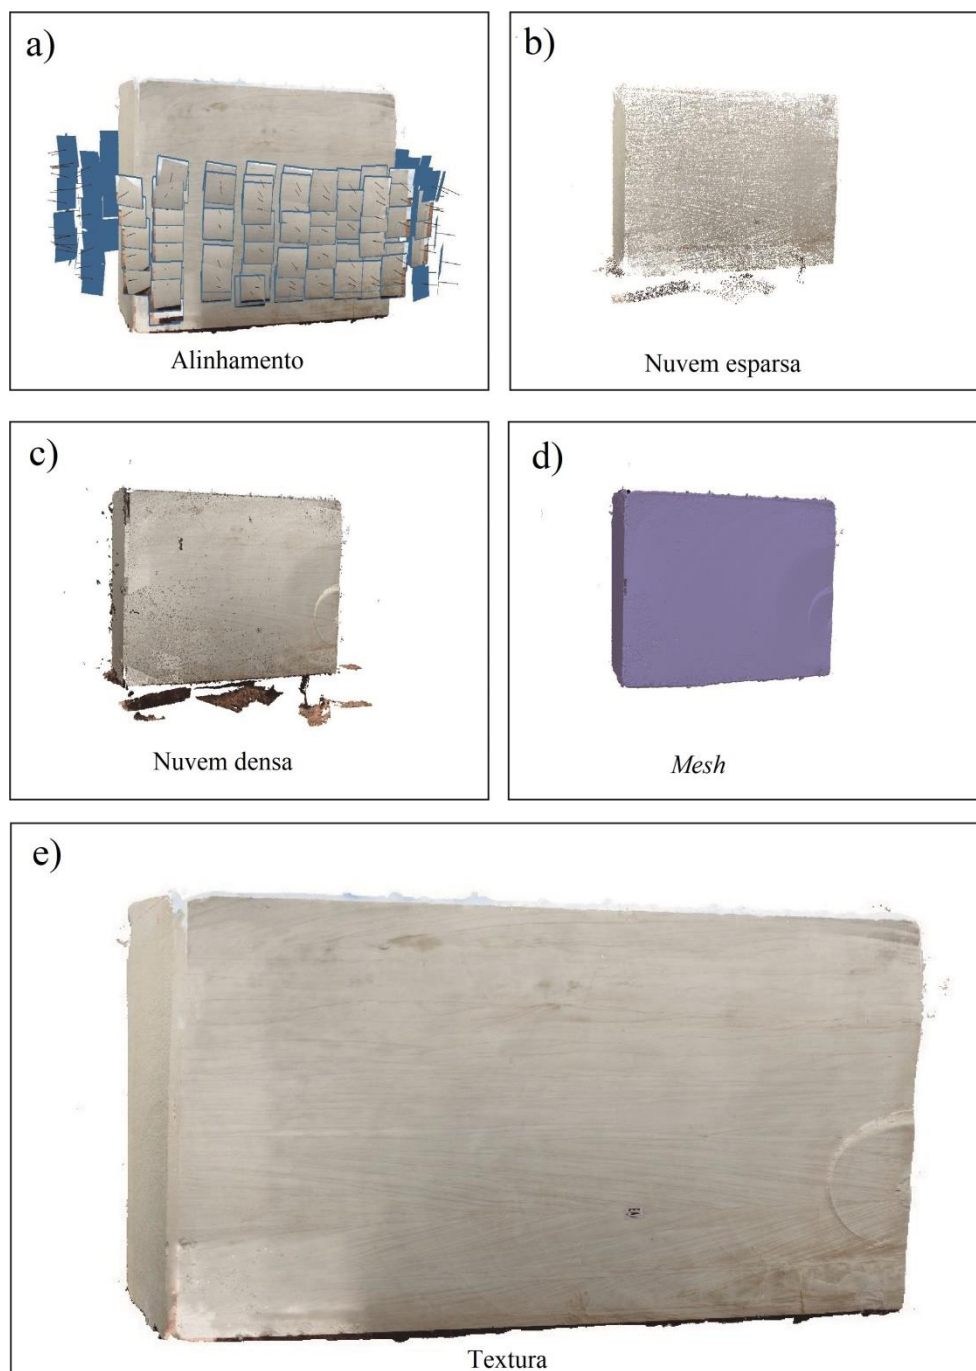 a)
Alinhamento
b)
Nuvem esparsa
c)
Nuvem densa
d)
Mesh
e)
Textura